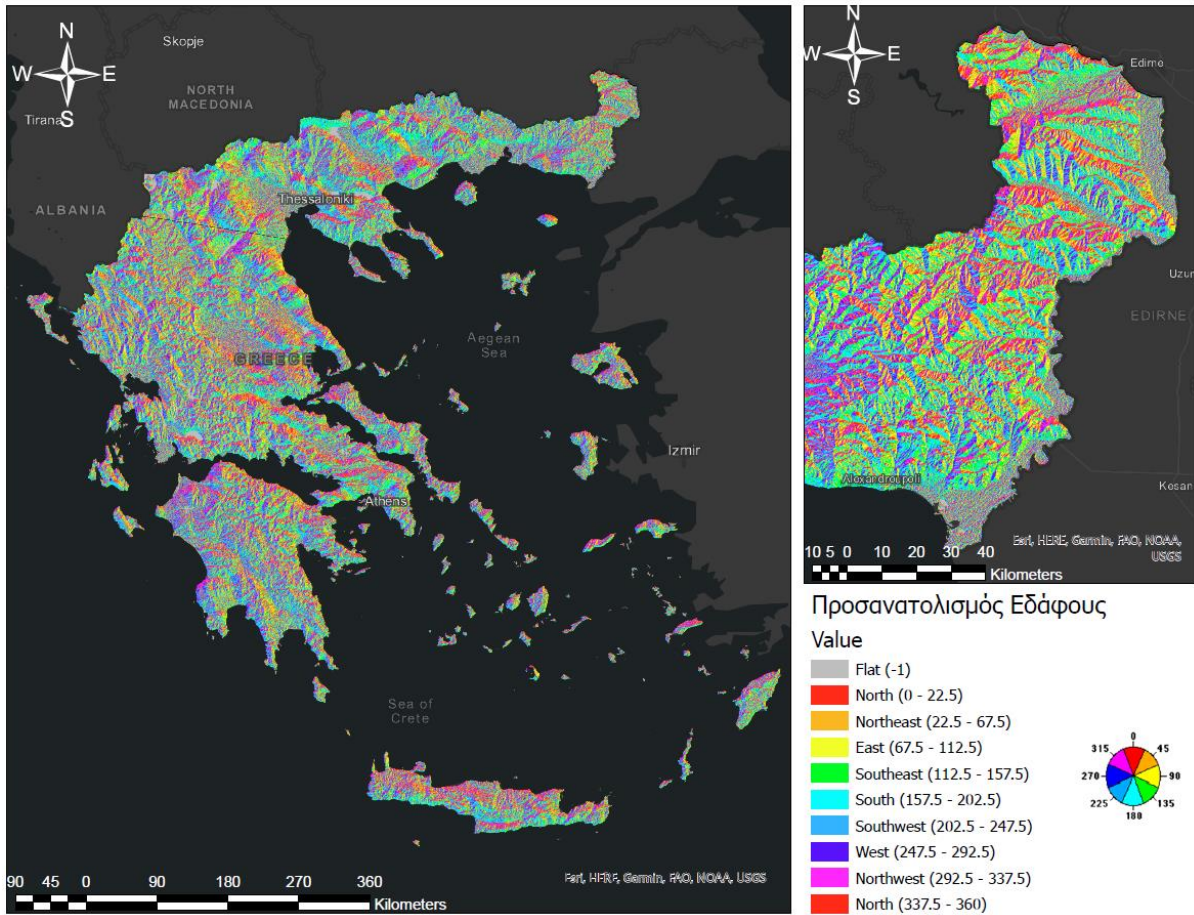 N
W E
S
Skopje
NORTH
MACEDONIA
Tirana
ALBANIA
Thessaloniki
GREECE
Aegean
Sea
Izmir
Athens
Sea of
Crete
90 45 0 90 180 270 360
Kilometers
Esri, HERE, Garmin, FAO, NOAA, USGS
N
W E
S
Edirne
Uzun
EDIRNE
Alexandroupoli
Kesan
10 5 0 10 20 30 40
Kilometers
Esri, HERE, Garmin, FAO, NOAA,
USGS
Προσανατολισμός Εδάφους
Value
Flat (-1)
North (0 - 22.5)
Northeast (22.5 - 67.5)
East (67.5 - 112.5)
Southeast (112.5 - 157.5)
South (157.5 - 202.5)
Southwest (202.5 - 247.5)
West (247.5 - 292.5)
Northwest (292.5 - 337.5)
North (337.5 - 360)
0
315 45
270 90
225 135
180